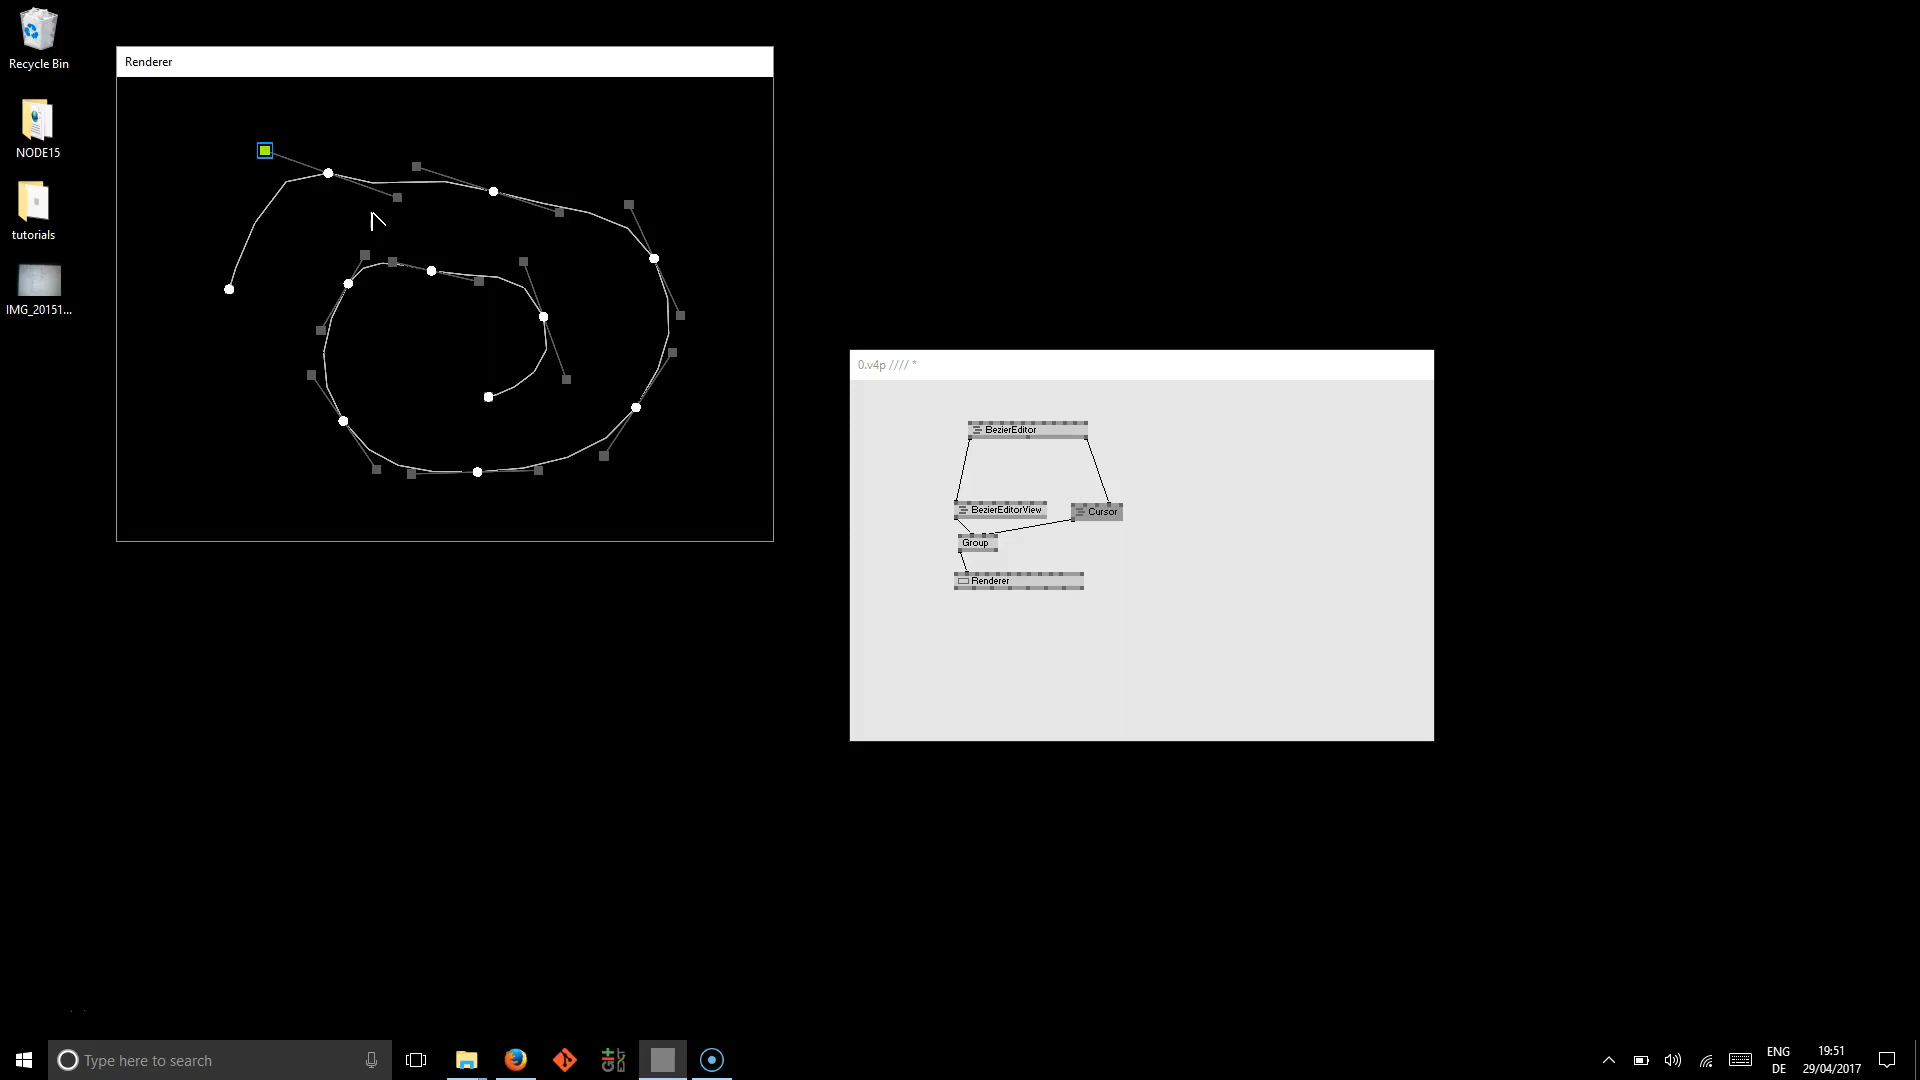 Recycle Bin
NODE15
tutorials
IMG_20151...
Renderer
0.v4p //// *
BezierEditor
BezierEditorView
Cursor
Group
Renderer
Type here to search
ENG
DE
19:51
29/04/2017